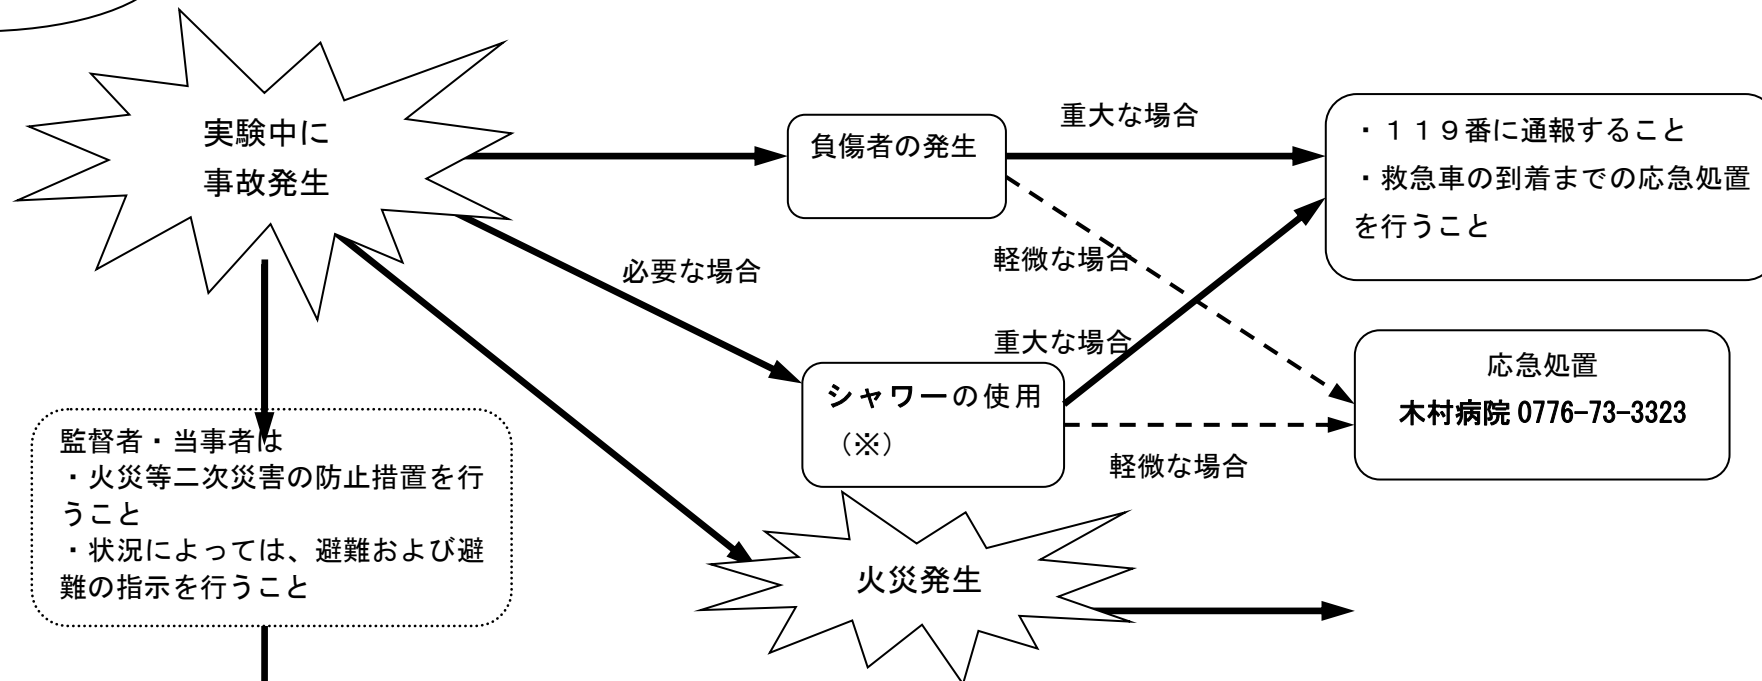 実験中に
事故発生
負傷者の発生
重大な場合
・１１９番に通報すること
・救急車の到着までの応急処置
を行うこと
軽微な場合
必要な場合
重大な場合
シャワーの使用
（※）
軽微な場合
応急処置
木村病院 0776-73-3323
監督者・当事者は
・火災等二次災害の防止措置を行
うこと
・状況によっては、避難および避
難の指示を行うこと
火災発生